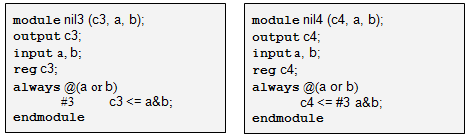 module nil3 (c3, a, b);
output c3;
input a, b;
reg c3;
always @(a or b)
#3 c3 <= a&b;
endmodule
module nil4 (c4, a, b);
output c4;
input a, b;
reg c4;
always @(a or b)
c4 <= #3 a&b;
endmodule